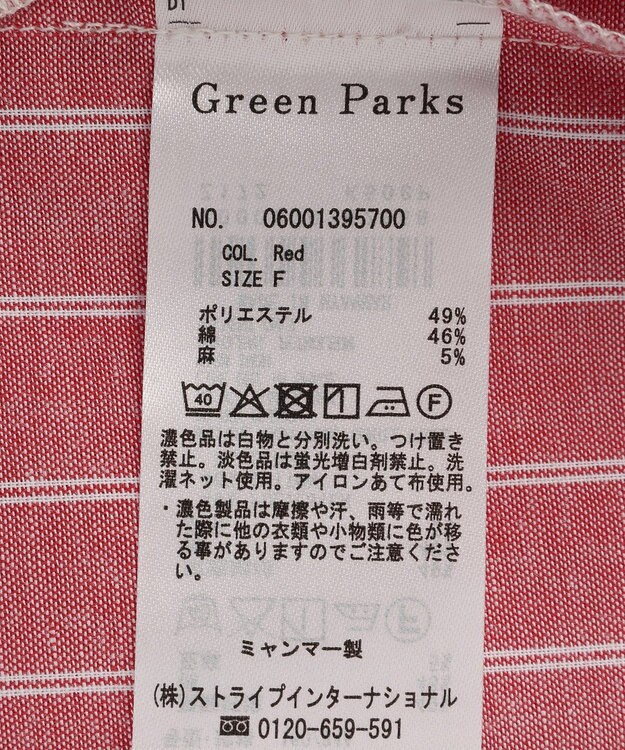 Green Parks
NO. 06001395700
COL. Red
SIZE F
ポリエステル 49%
綿 46%
麻 5%
40 F
濃色品は白物と分別洗い。つけ置き
禁止。淡色品は蛍光増白剤禁止。洗
濯ネット使用。アイロンあて布使用。
・濃色製品は摩擦や汗、雨等で濡れ
た際に他の衣類や小物類に色が移
る事がありますのでご注意くださ
い。
ミャンマー製
(株)ストライプインターナショナル
0120-659-591